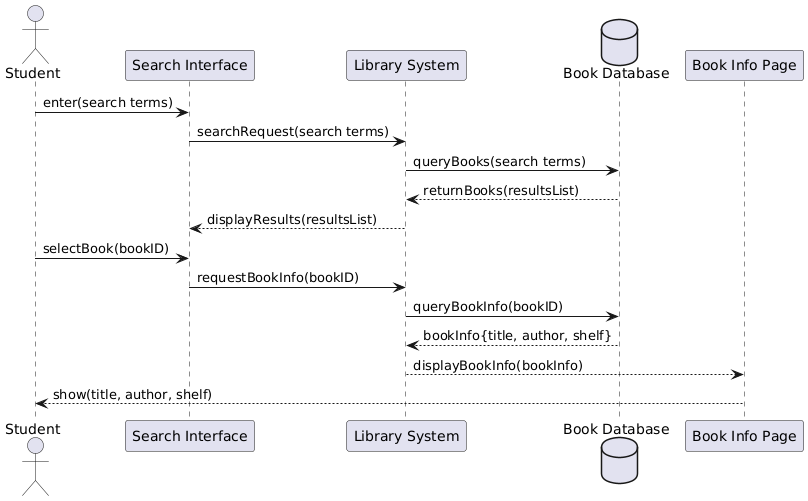 Student
Search Interface
Library System
Book Database
Book Info Page
enter(search terms)
searchRequest(search terms)
queryBooks(search terms)
returnBooks(resultsList)
displayResults(resultsList)
selectBook(bookID)
requestBookInfo(bookID)
queryBookInfo(bookID)
bookInfo{title, author, shelf}
displayBookInfo(bookInfo)
show(title, author, shelf)
Student
Search Interface
Library System
Book Database
Book Info Page